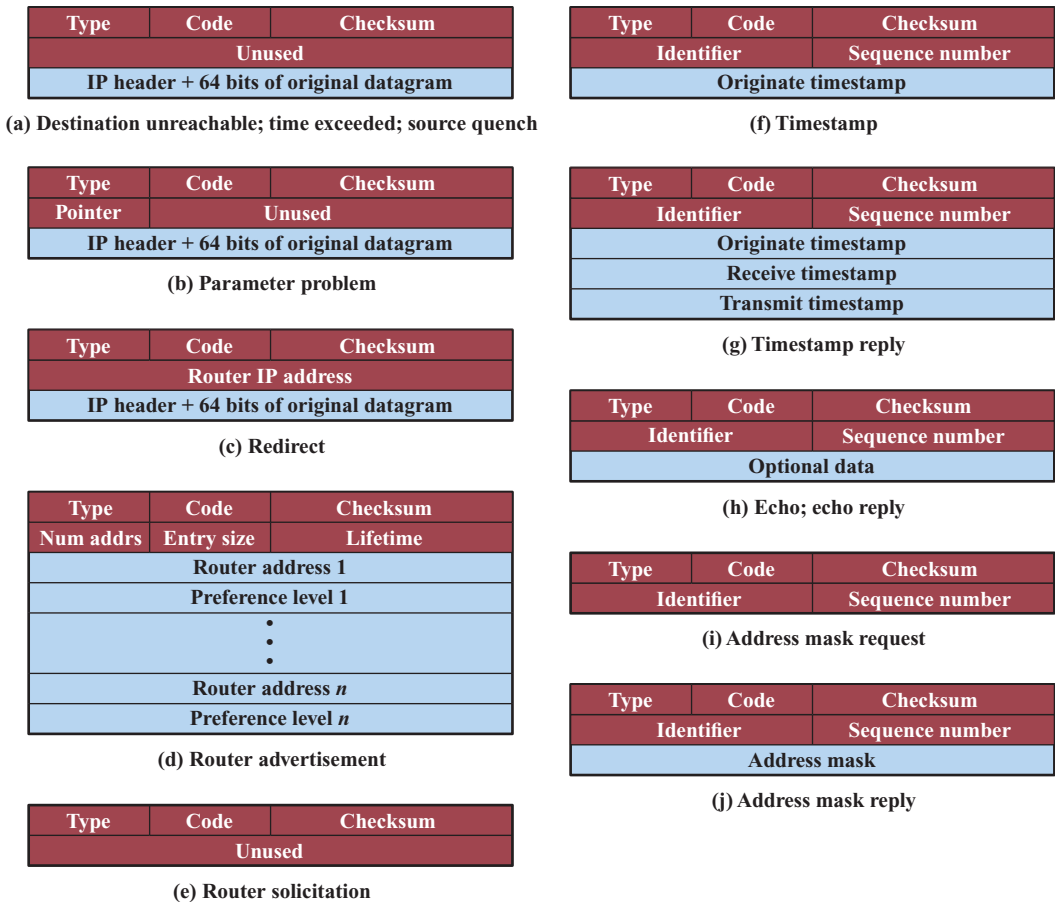 Type Code Checksum
Unused
IP header + 64 bits of original datagram
(a) Destination unreachable; time exceeded; source quench
Type Code Checksum
Pointer Unused
IP header + 64 bits of original datagram
(b) Parameter problem
Type Code Checksum
Router IP address
IP header + 64 bits of original datagram
(c) Redirect
Type Code Checksum
Num addrs Entry size Lifetime
Router address 1
Preference level 1
•
•
•
Router address n
Preference level n
(d) Router advertisement
Type Code Checksum
Unused
(e) Router solicitation
Type Code Checksum
Identifier Sequence number
Originate timestamp
(f) Timestamp
Type Code Checksum
Identifier Sequence number
Originate timestamp
Receive timestamp
Transmit timestamp
(g) Timestamp reply
Type Code Checksum
Identifier Sequence number
Optional data
(h) Echo; echo reply
Type Code Checksum
Identifier Sequence number
(i) Address mask request
Type Code Checksum
Identifier Sequence number
Address mask
(j) Address mask reply